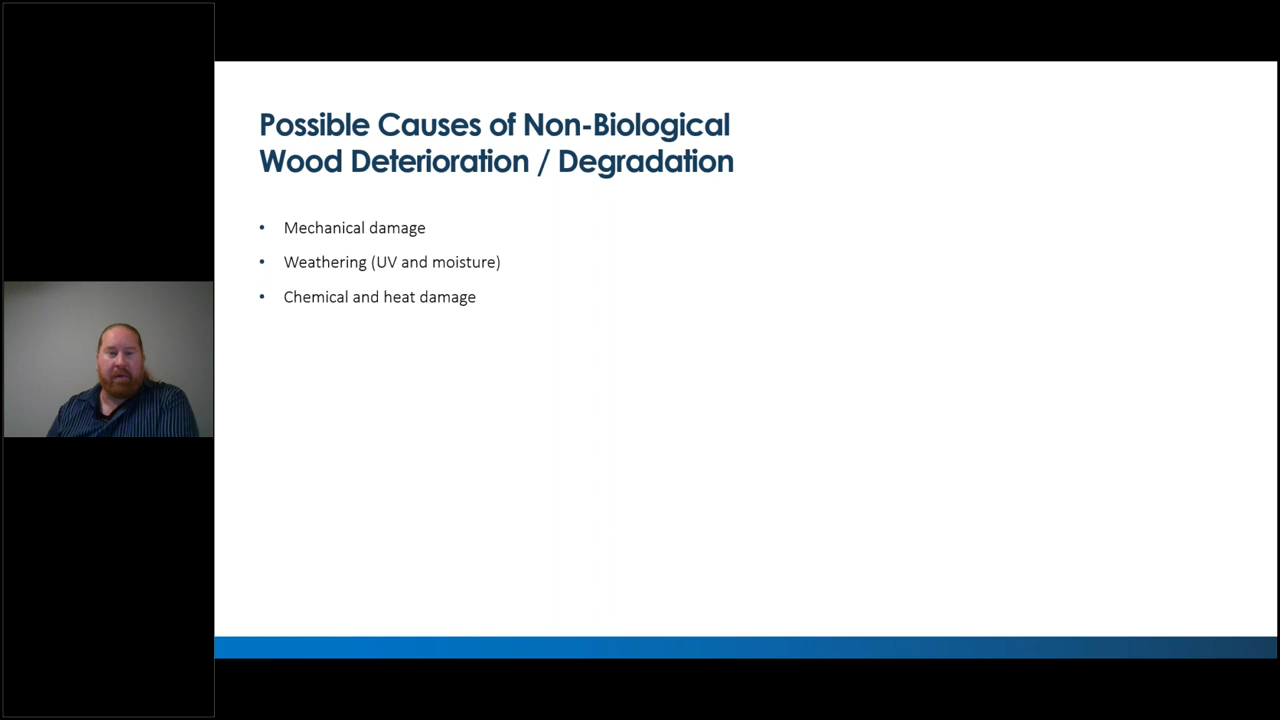 Possible Causes of Non-Biological
Wood Deterioration / Degradation
• Mechanical damage
• Weathering (UV and moisture)
• Chemical and heat damage